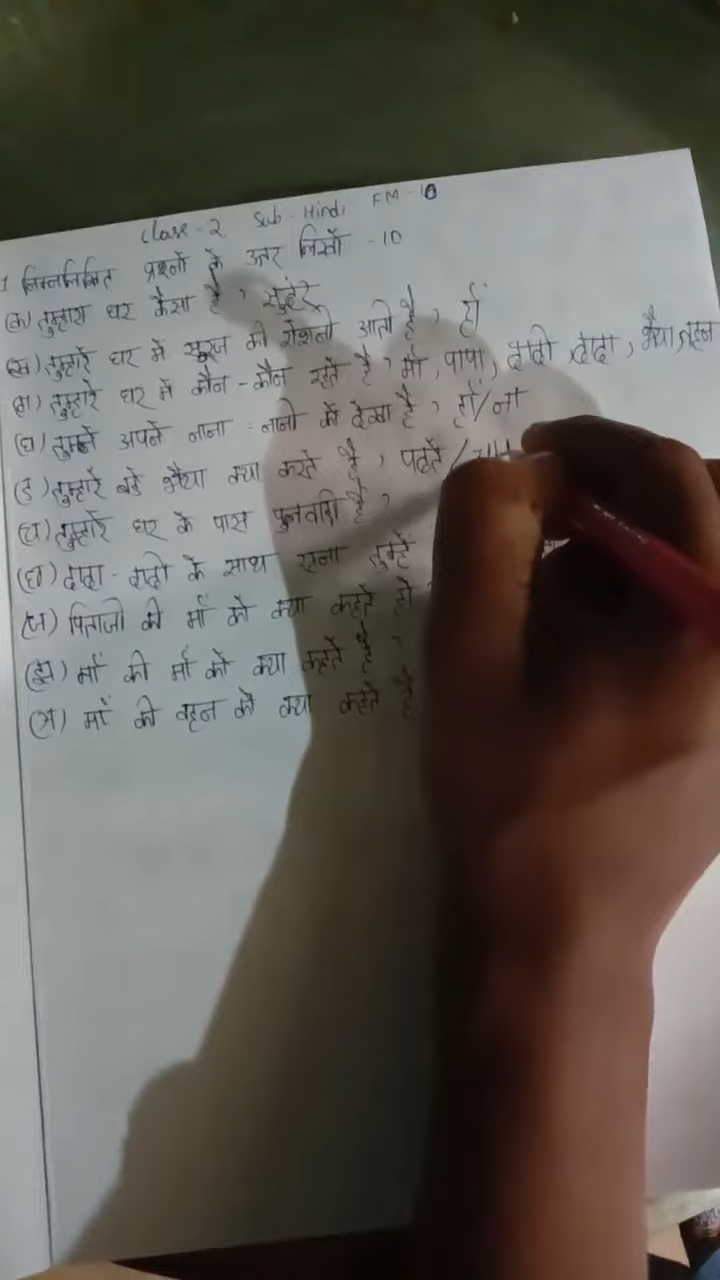 Class - 2 Sub - Hindi FM - 10
1 निम्नलिखित प्रश्नों के उत्तर लिखों - 10
(क) तुम्हारा घर कैसा है, सुंदर
(ख) तुम्हारे घर में सूरज की रोशनी आती है, हाँ
(ग) तुम्हारे घर में कौन - कौन रहते है, माँ, पापा, दादी, दादा, भैया, बहन
(घ) तुमने अपने नाना - नानी को देखा है, हाँ/ना
(ड) तुम्हारे बड़े भैया क्या करते है, पढ़ते /
(च) तुम्हारे घर के पास फुलवारी है,
(छ) दादा - दादी के साथ रहना तुम्हें
(ज) पिताजी की माँ को क्या कहते हो
(झ) माँ की माँ को क्या कहते है,
(ञ) माँ की बहन को क्या कहते है